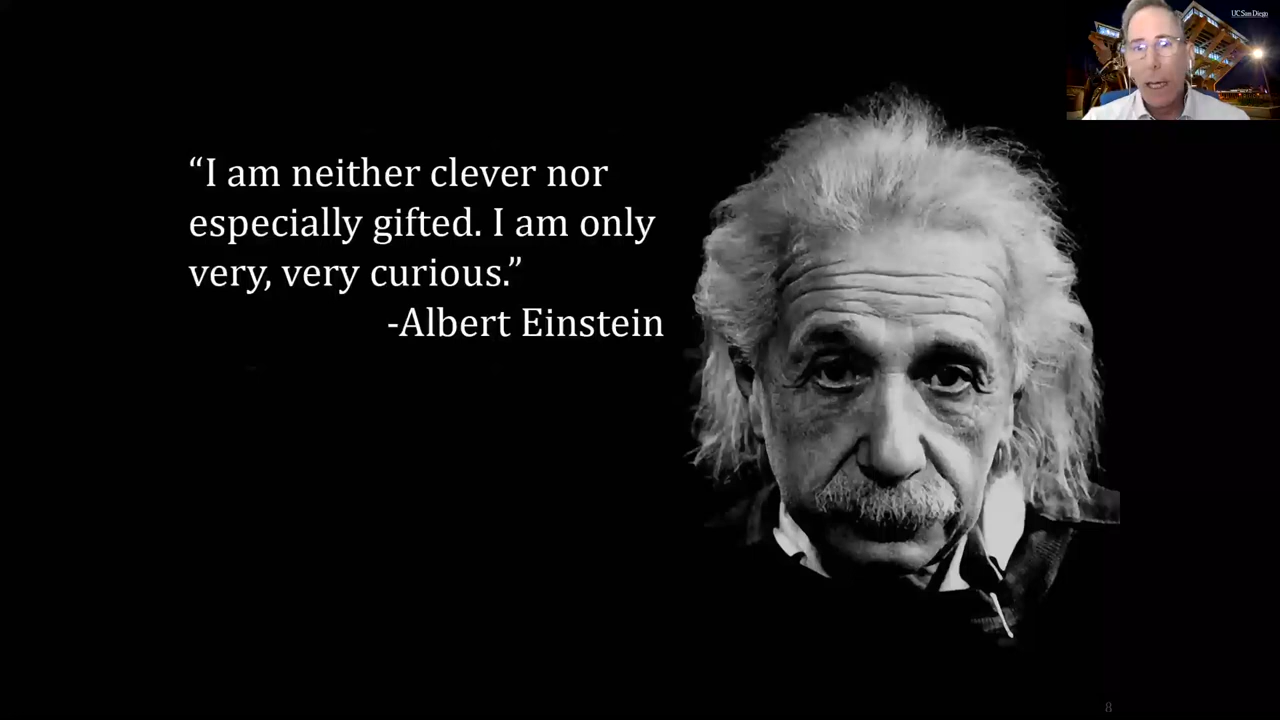 UC San Diego
“I am neither clever nor
especially gifted. I am only
very, very curious.”
-Albert Einstein
8